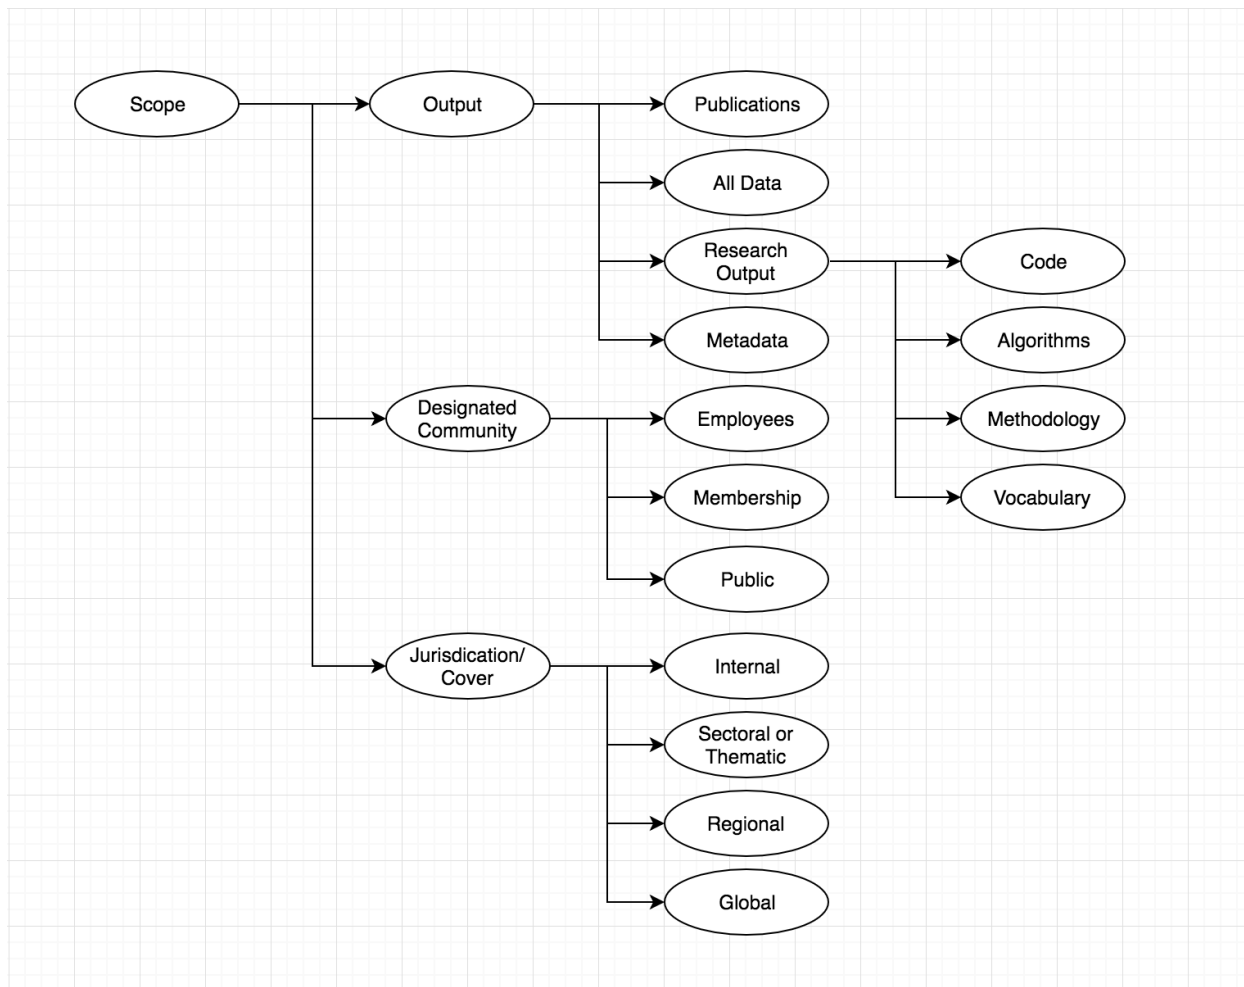 Scope
Output
Publications
All Data
Research
Output
Code
Metadata
Algorithms
Designated
Community
Employees
Methodology
Membership
Vocabulary
Public
Jurisdication/
Cover
Internal
Sectoral or
Thematic
Regional
Global